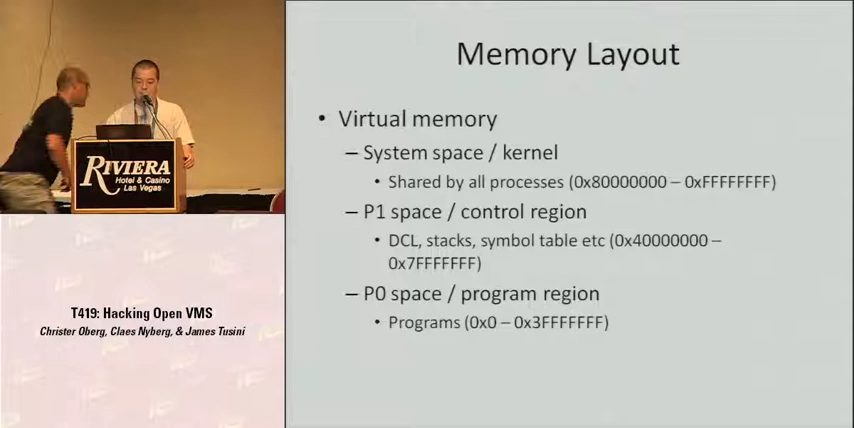 RIVIERA
Hotel & Casino
Las Vegas
T419: Hacking Open VMS
Christer Oberg, Claes Nyberg, & James Tusini
Memory Layout
• Virtual memory
– System space / kernel
• Shared by all processes (0x80000000 – 0xFFFFFFFF)
– P1 space / control region
• DCL, stacks, symbol table etc (0x40000000 –
0x7FFFFFFF)
– P0 space / program region
• Programs (0x0 – 0x3FFFFFFF)